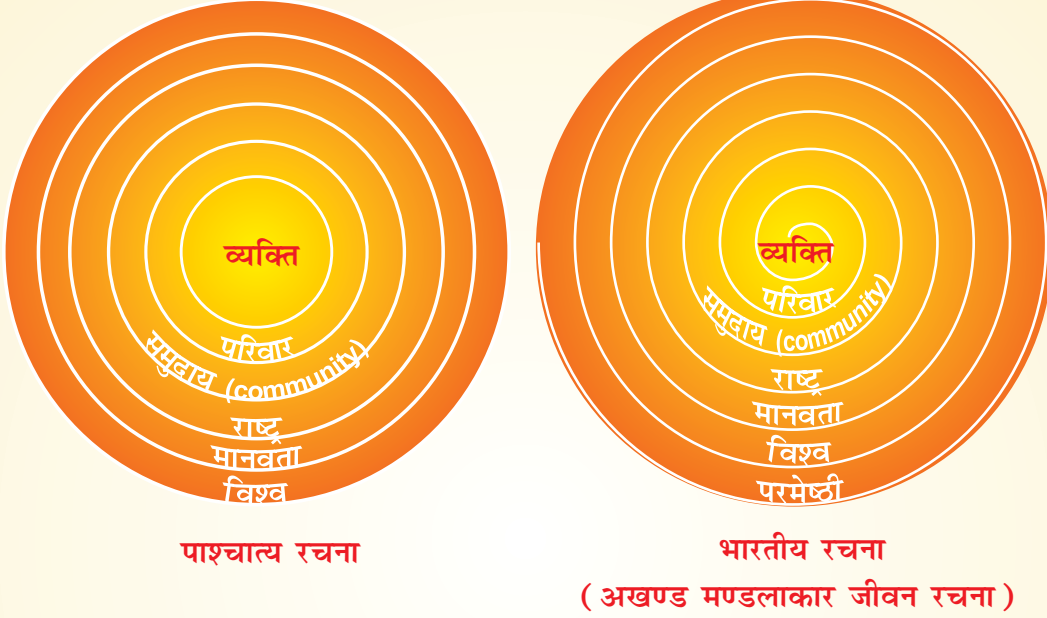 व्यक्ति
परिवार
समुदाय (community)
राष्ट्र
मानवता
विश्व
पाश्चात्य रचना
व्यक्ति
परिवार
समुदाय (community)
राष्ट्र
मानवता
विश्व
परमेष्ठी
भारतीय रचना
( अखण्ड मण्डलाकार जीवन रचना )